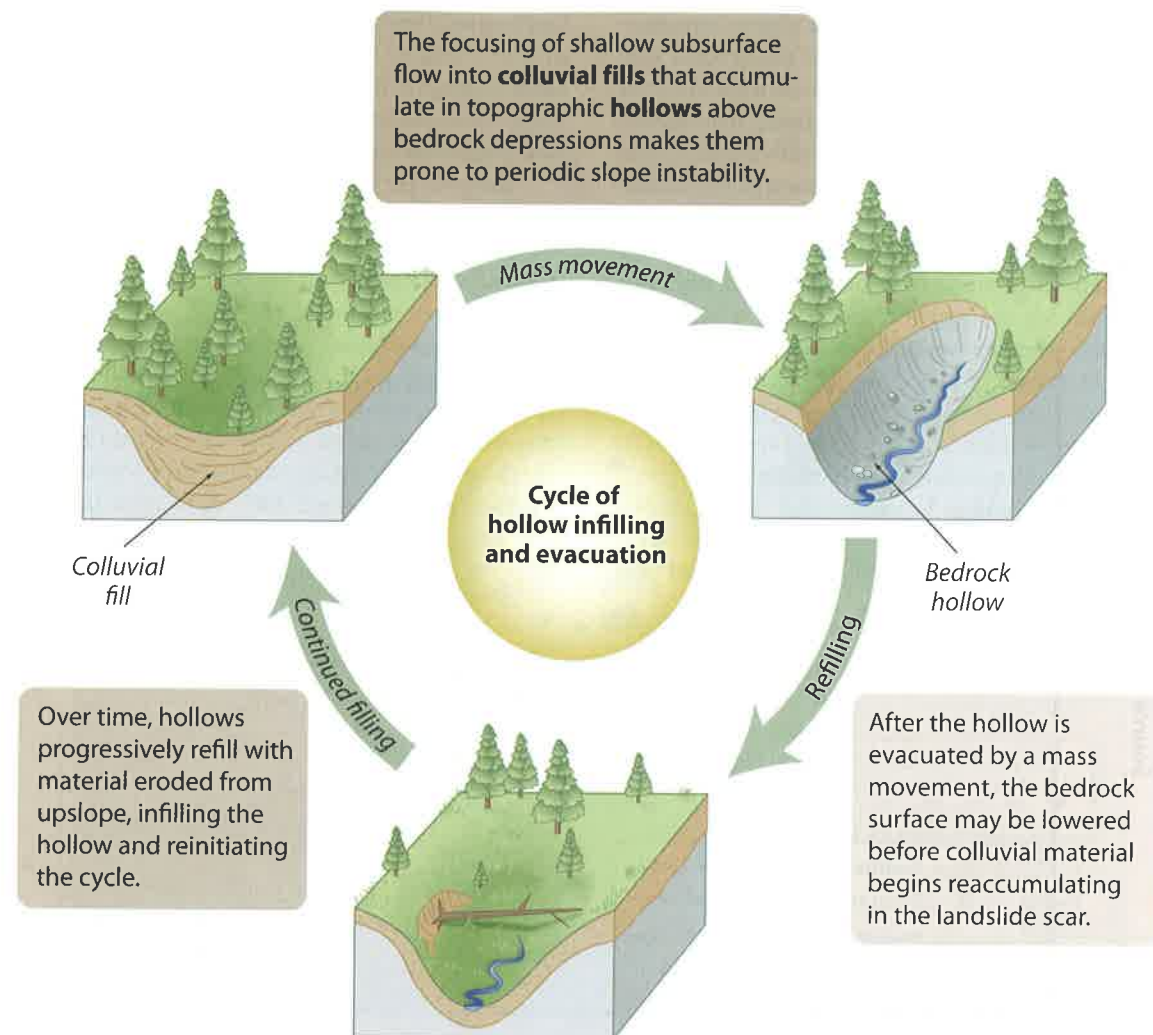 The focusing of shallow subsurface
flow into colluvial fills that accumu-
late in topographic hollows above
bedrock depressions makes them
prone to periodic slope instability.
Mass movement
Cycle of
hollow infilling
and evacuation
Colluvial
fill
Bedrock
hollow
Refilling
Continued filling
Over time, hollows
progressively refill with
material eroded from
upslope, infilling the
hollow and reinitiating
the cycle.
After the hollow is
evacuated by a mass
movement, the bedrock
surface may be lowered
before colluvial material
begins reaccumulating
in the landslide scar.